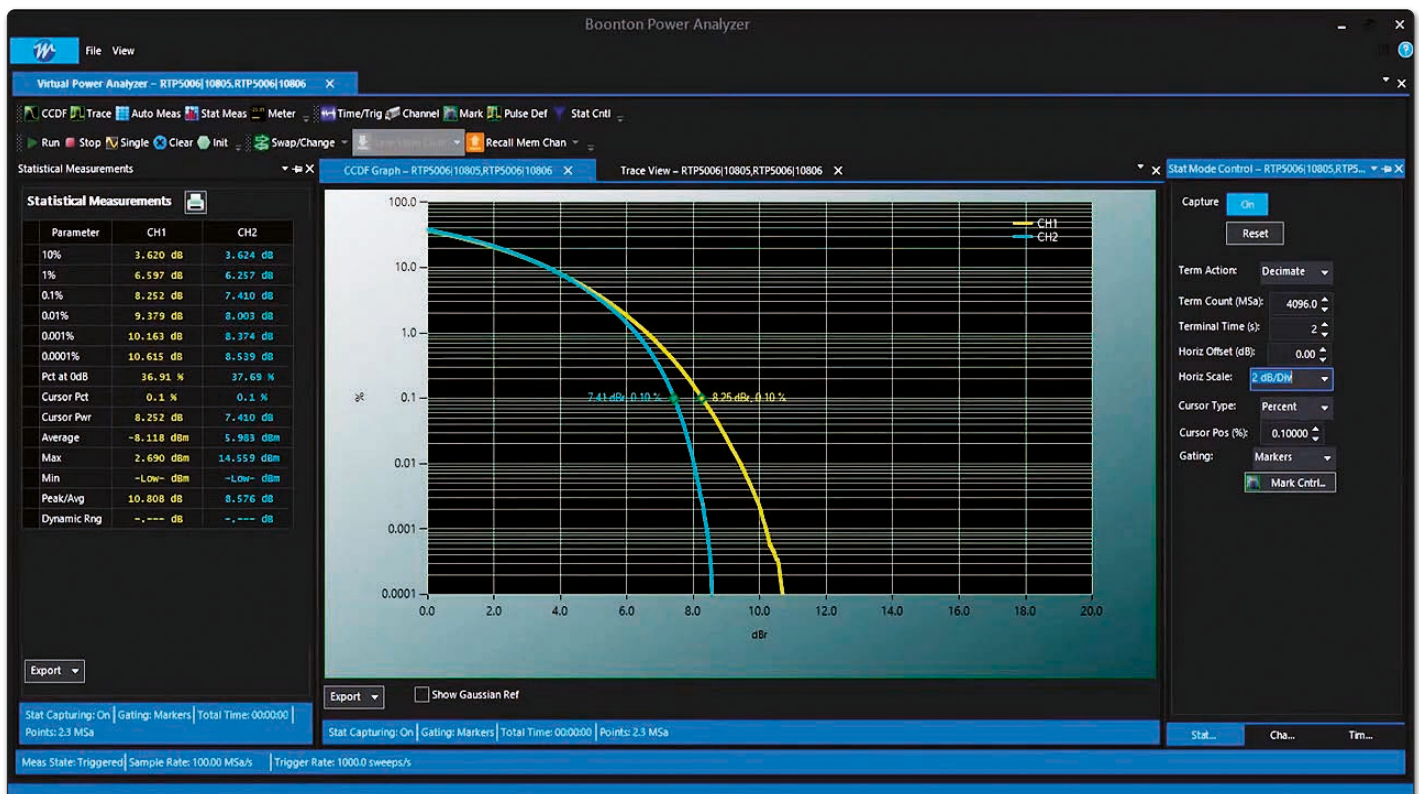 Boonton Power Analyzer
File View
Virtual Power Analyzer – RTP5006|10805,RTP5006|10806
CCDF Trace Auto Meas Stat Meas Meter Time/Trig Channel Mark Pulse Def Stat Cntl
Run Stop Single Clear Init Swap/Change Recall Mem Chan
Statistical Measurements
CCDF Graph – RTP5006|10805,RTP5006|10806
Trace View – RTP5006|10805,RTP5006|10806
Stat Mode Control – RTP5006|10805,RTP5...
Statistical Measurements
Parameter CH1 CH2
10% 3.620 dB 3.624 dB
1% 6.597 dB 6.257 dB
0.1% 8.252 dB 7.410 dB
0.01% 9.379 dB 8.003 dB
0.001% 10.163 dB 8.374 dB
0.0001% 10.615 dB 8.539 dB
Pct at 0dB 36.91 % 37.69 %
Cursor Pct 0.1 % 0.1 %
Cursor Pwr 8.252 dB 7.410 dB
Average -8.118 dBm 5.983 dBm
Max 2.690 dBm 14.559 dBm
Min -Low- dBm -Low- dBm
Peak/Avg 10.808 dB 8.576 dB
Dynamic Rng -.--- dB -.--- dB
Export
Stat Capturing: On Gating: Markers Total Time: 00:00:00
Points: 2.3 MSa
100.0
10.0
1.0
0.1
0.01
0.001
0.0001
%
CH1
CH2
7.41 dBr, 0.10 %
8.25 dBr, 0.10 %
0.0 2.0 4.0 6.0 8.0 10.0 12.0 14.0 16.0 18.0 20.0
dBr
Export Show Gaussian Ref
Stat Capturing: On Gating: Markers Total Time: 00:00:00 Points: 2.3 MSa
Capture On
Reset
Term Action: Decimate
Term Count (MSa): 4096.0
Terminal Time (s): 2
Horiz Offset (dB): 0.00
Horiz Scale: 2 dB/Div
Cursor Type: Percent
Cursor Pos (%): 0.10000
Gating: Markers
Mark Cntrl...
Stat... Cha... Tim...
Meas State: Triggered Sample Rate: 100.00 MSa/s Trigger Rate: 1000.0 sweeps/s